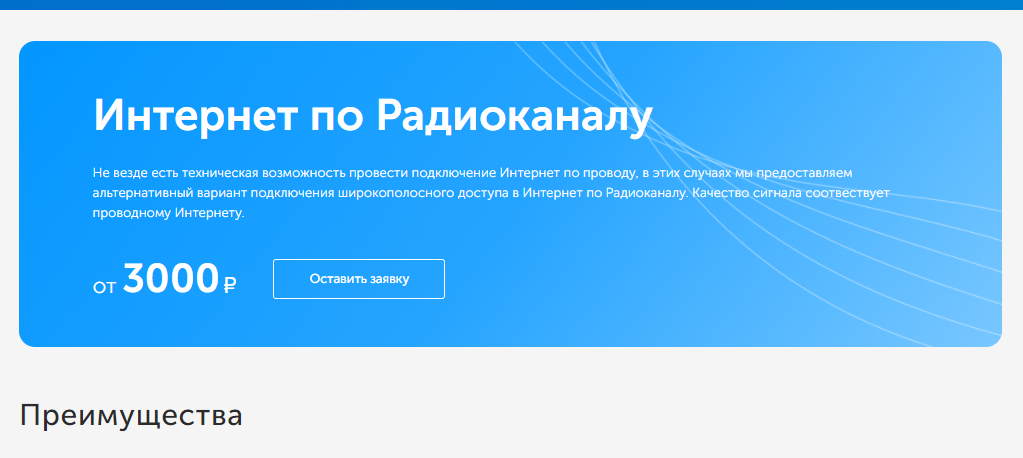 Интернет по Радиоканалу
Не везде есть техническая возможность провести подключение Интернет по проводу, в этих случаях мы предоставляем
альтернативный вариант подключения широкополосного доступа в Интернет по Радиоканалу. Качество сигнала соотвествует
проводному Интернету.
от 3000 ₽
Оставить заявку
Преимущества